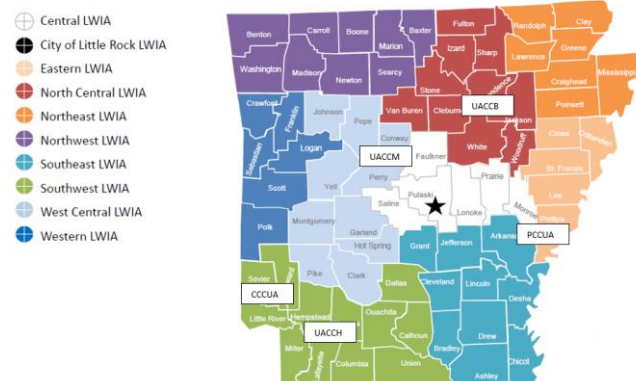 Central LWIA
City of Little Rock LWIA
Eastern LWIA
North Central LWIA
Northeast LWIA
Northwest LWIA
Southeast LWIA
Southwest LWIA
West Central LWIA
Western LWIA
Benton
Carroll
Boone
Baxter
Marion
Fulton
Randolph
Clay
Washington
Madison
Newton
Searcy
Izard
Sharp
Lawrence
Greene
Stone
Craighead
Mississippi
Crawford
Franklin
Johnson
Pope
Van Buren
Cleburne
UACCB
Poinsett
Sebastian
Logan
Conway
UACCM
Faulkner
White
Woodruff
Cross
Crittenden
St. Francis
Scott
Yell
Perry
Pulaski
Prairie
Lee
Saline
Lonoke
Monroe
Phillips
Polk
Montgomery
Garland
Hot Spring
Grant
Jefferson
Arkansas
PCCUA
Pike
Clark
Sevier
CCCUA
Dallas
Cleveland
Lincoln
Desha
Little River
Hempstead
UACCH
Ouachita
Calhoun
Bradley
Drew
Chicot
Miller
Lafayette
Columbia
Union
Ashley